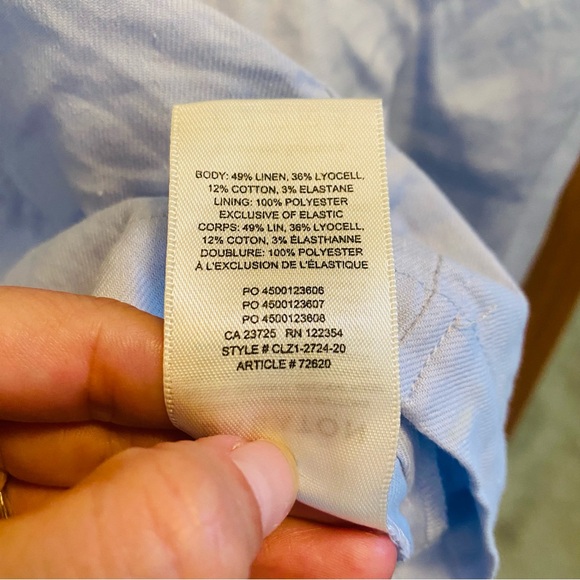 BODY: 49% LINEN, 36% LYOCELL,
12% COTTON, 3% ELASTANE
LINING: 100% POLYESTER
EXCLUSIVE OF ELASTIC
CORPS: 49% LIN, 36% LYOCELL,
12% COTON, 3% ÉLASTHANNE
DOUBLURE: 100% POLYESTER
À L'EXCLUSION DE L'ÉLASTIQUE
PO 4500123606
PO 4500123607
PO 4500123608
CA 23725 RN 122354
STYLE # CLZ1-2724-20
ARTICLE # 72620